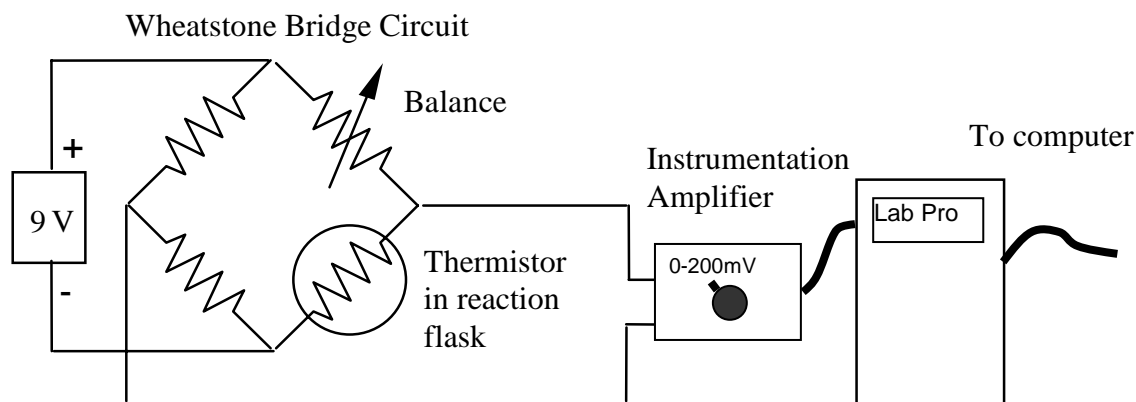 Wheatstone Bridge Circuit
Balance
+
9 V
-
Thermistor
in reaction
flask
Instrumentation
Amplifier
0-200mV
Lab Pro
To computer